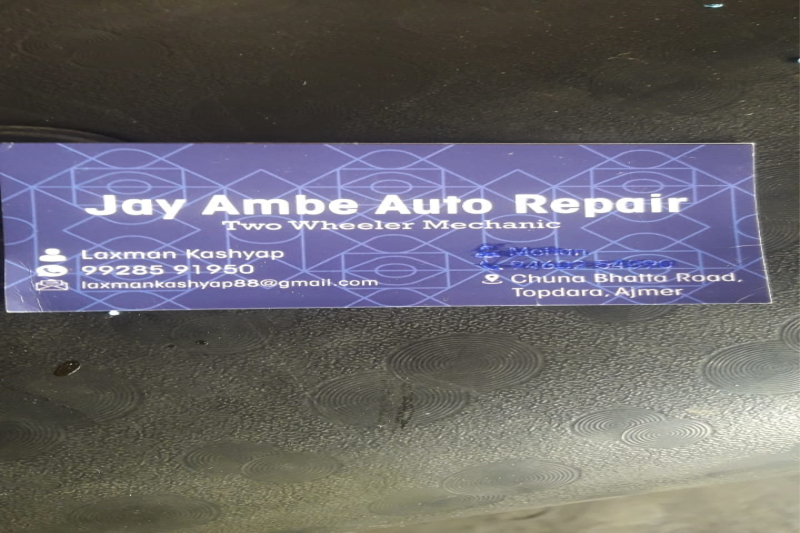 Jay Ambe Auto Repair
Two Wheeler Mechanic
Laxman Kashyap
99285 91950
laxmankashyap88@gmail.com
Chuna Bhatta Road,
Topdara, Ajmer